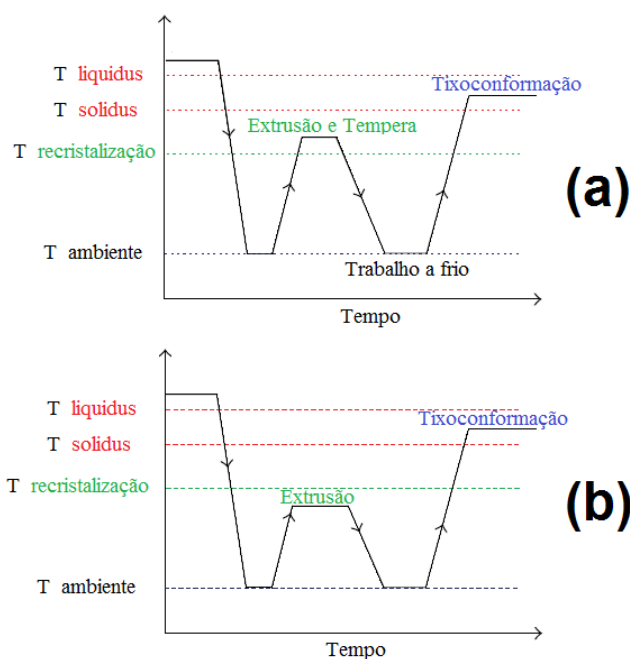 T liquidus
Tixoconformação
T solidus
Extrusão e Tempera
T recristalização
(a)
T ambiente
Trabalho a frio
Tempo
T liquidus
Tixoconformação
T solidus
T recristalização
Extrusão
(b)
T ambiente
Tempo